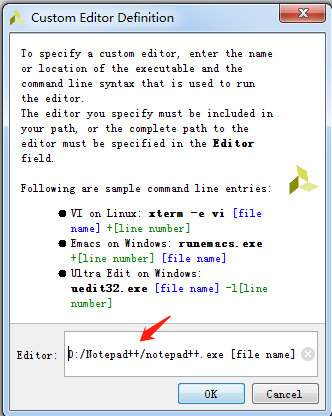 Custom Editor Definition
To specify a custom editor, enter the name
or location of the executable and the
command line syntax that is used to run
the editor.
The editor you specify must be included in
your path, or the complete path to the
editor must be specified in the Editor
field.
Following are sample command line entries:
● VI on Linux: xterm -e vi [file
name] +[line number]
● Emacs on Windows: runemacs.exe
+[line number] [file name]
● Ultra Edit on Windows:
uedit32.exe [file name] -l[line
number]
Editor: D:/Notepad++/notepad++.exe [file name]
OK Cancel